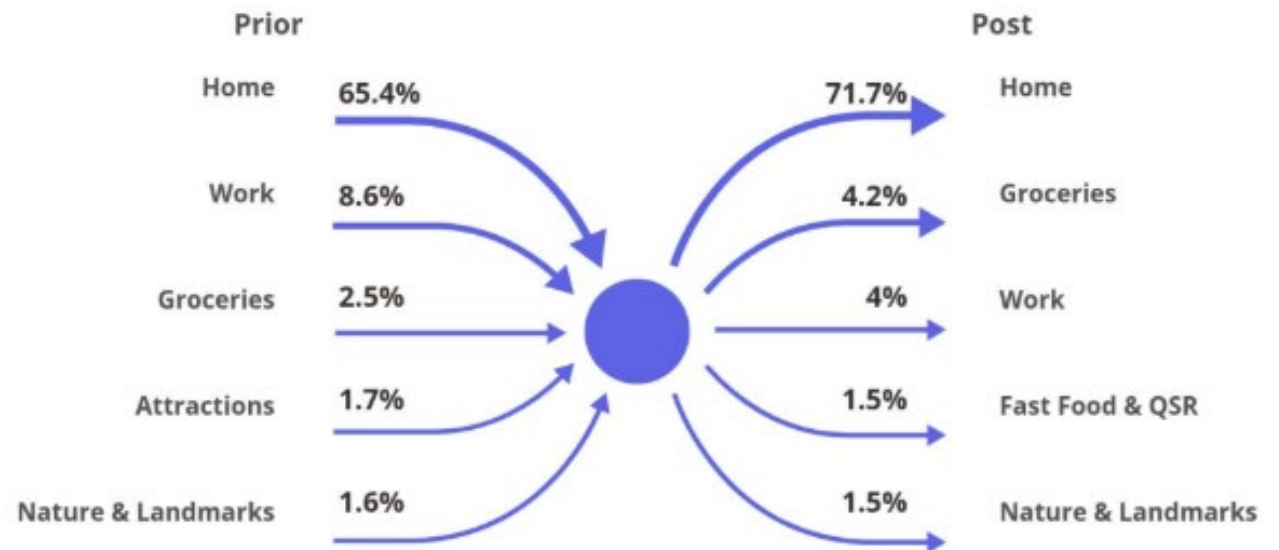 Prior
Post
Home 65.4% 71.7% Home
Work 8.6% 4.2% Groceries
Groceries 2.5% 4% Work
Attractions 1.7% 1.5% Fast Food & QSR
Nature & Landmarks 1.6% 1.5% Nature & Landmarks